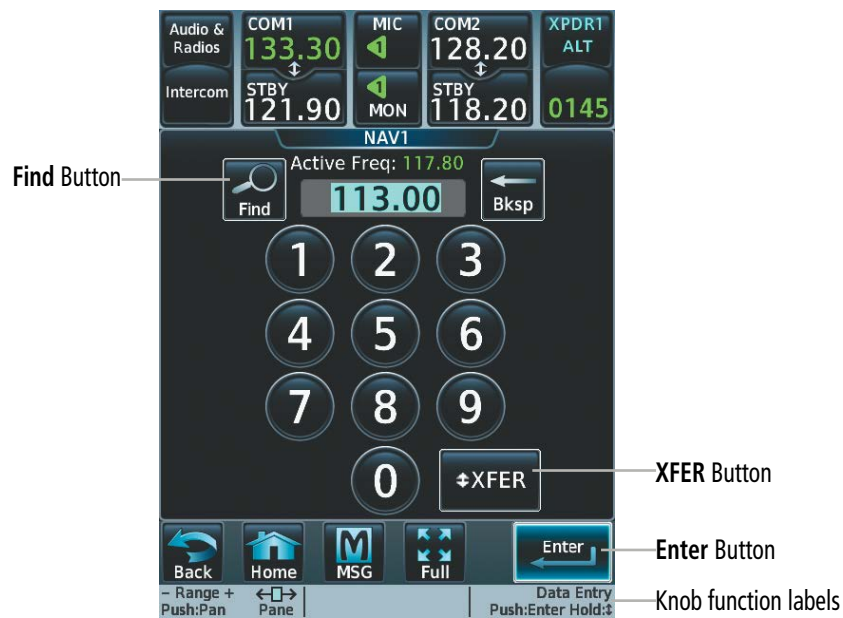 Audio & Radios
COM1
133.30
MIC
1
COM2
128.20
XPDR1
ALT
Intercom
STBY
121.90
1
MON
STBY
118.20
0145
NAV1
Find Button
Active Freq: 117.80
Find
113.00
Bksp
1 2 3
4 5 6
7 8 9
0
XFER
XFER Button
Back
Home
MSG
Full
Enter
Enter Button
– Range +
Push:Pan
Pane
Data Entry
Push:Enter Hold:↕
Knob function labels